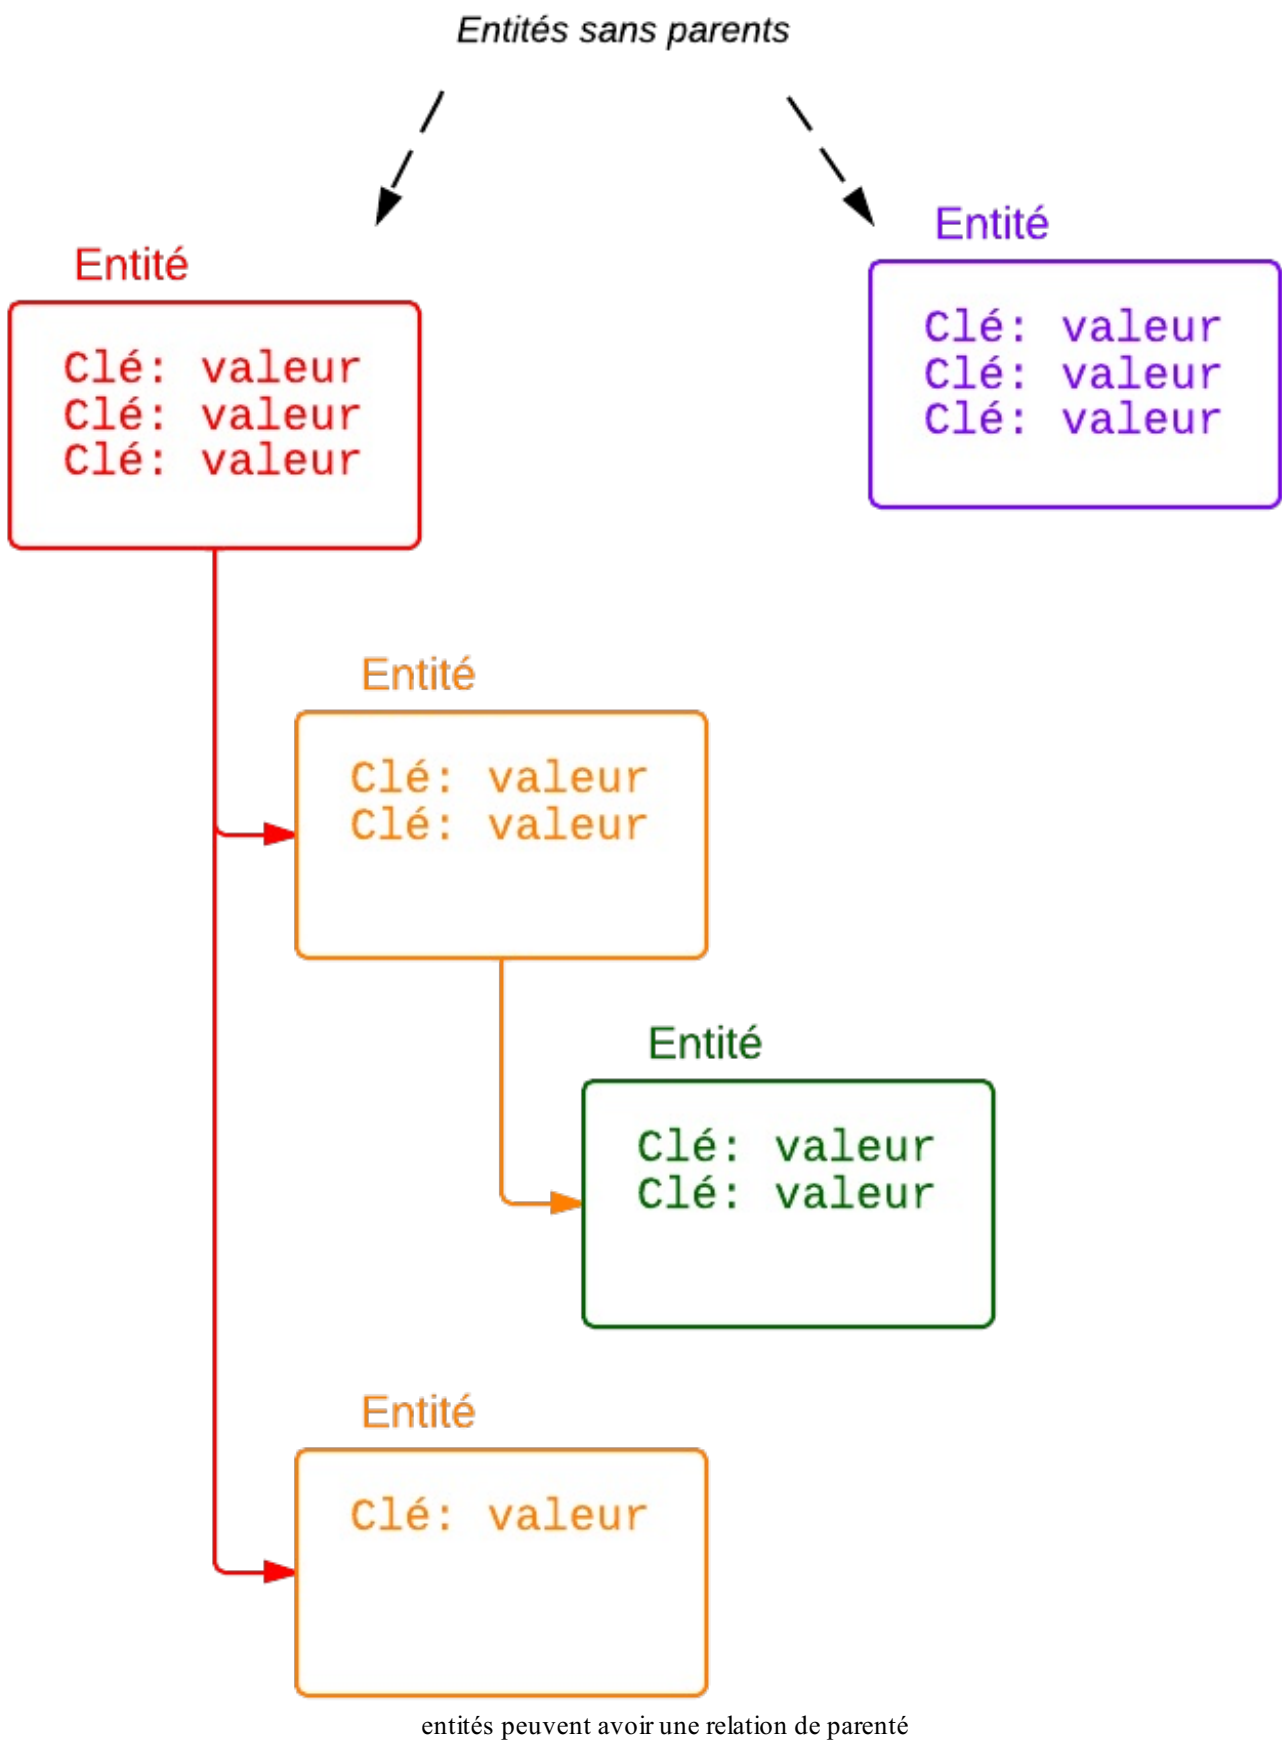 Entités sans parents
Entité
Clé: valeur
Clé: valeur
Clé: valeur
Entité
Clé: valeur
Clé: valeur
Clé: valeur
Entité
Clé: valeur
Clé: valeur
Entité
Clé: valeur
Clé: valeur
Entité
Clé: valeur
entités peuvent avoir une relation de parenté